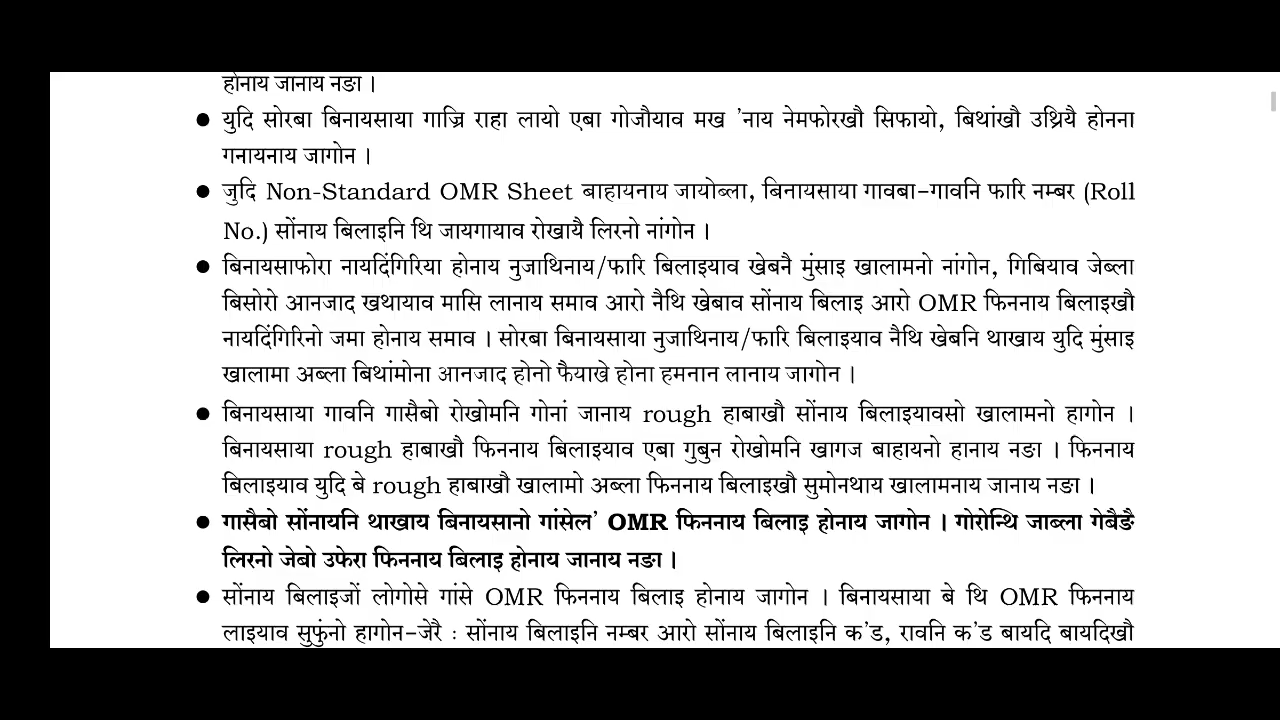 होनाय जानाय नङा ।
● युदि सोरबा बिनायसाया गाज्रि राहा लायो एबा गोजौयाव मख 'नाय नेमफोरखौ सिफायो, बिथांखौ उथ्रियै होनना
गनायनाय जागोन ।
● जुदि Non-Standard OMR Sheet बाहायनाय जायोब्ला, बिनायसाया गावबा-गावनि फारि नम्बर (Roll
No.) सोंनाय बिलाइनि थि जायगायाव रोखायै लिरनो नांगोन ।
● बिनायसाफोरा नायदिंगिरिया होनाय नुजाथिनाय/फारि बिलाइयाव खेबनै मुंसाइ खालामनो नांगोन, गिबियाव जेब्ला
बिसोरो आनजाद खथायाव मासि लानाय समाव आरो नैथि खेबाव सोंनाय बिलाइ आरो OMR फिननाय बिलाइखौ
नायदिंगिरिनो जमा होनाय समाव । सोरबा बिनायसाया नुजाथिनाय/फारि बिलाइयाव नैथि खेबनि थाखाय युदि मुंसाइ
खालामा अब्ला बिथांमोना आनजाद होनो फैयाखे होना हमनान लानाय जागोन ।
● बिनायसाया गावनि गासैबो रोखोमनि गोनां जानाय rough हाबाखौ सोंनाय बिलाइयावसो खालामनो हागोन ।
बिनायसाया rough हाबाखौ फिननाय बिलाइयाव एबा गुबुन रोखोमनि खागज बाहायनो हानाय नङा । फिननाय
बिलाइयाव युदि बे rough हाबाखौ खालामो अब्ला फिननाय बिलाइखौ सुमोनथाय खालामनाय जानाय नङा ।
● गासैबो सोंनायनि थाखाय बिनायसानो गांसेल' OMR फिननाय बिलाइ होनाय जागोन । गोरोन्थि जाब्ला गेबैङै
लिरनो जेबो उफेरा फिननाय बिलाइ होनाय जानाय नङा ।
● सोंनाय बिलाइजों लोगोसे गांसे OMR फिननाय बिलाइ होनाय जागोन । बिनायसाया बे थि OMR फिननाय
लाइयाव सुफुंनो हागोन-जेरै : सोंनाय बिलाइनि नम्बर आरो सोंनाय बिलाइनि क'ड, रावनि क'ड बायदि बायदिखौ